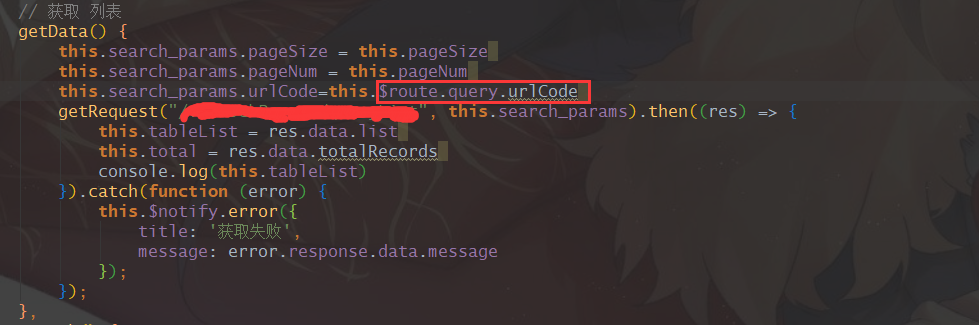 // 获取 列表
getData() {
this.search_params.pageSize = this.pageSize
this.search_params.pageNum = this.pageNum
this.search_params.urlCode=this.$route.query.urlCode
getRequest("/ ", this.search_params).then((res) => {
this.tableList = res.data.list
this.total = res.data.totalRecords
console.log(this.tableList)
}).catch(function (error) {
this.$notify.error({
title: '获取失败',
message: error.response.data.message
});
});
},